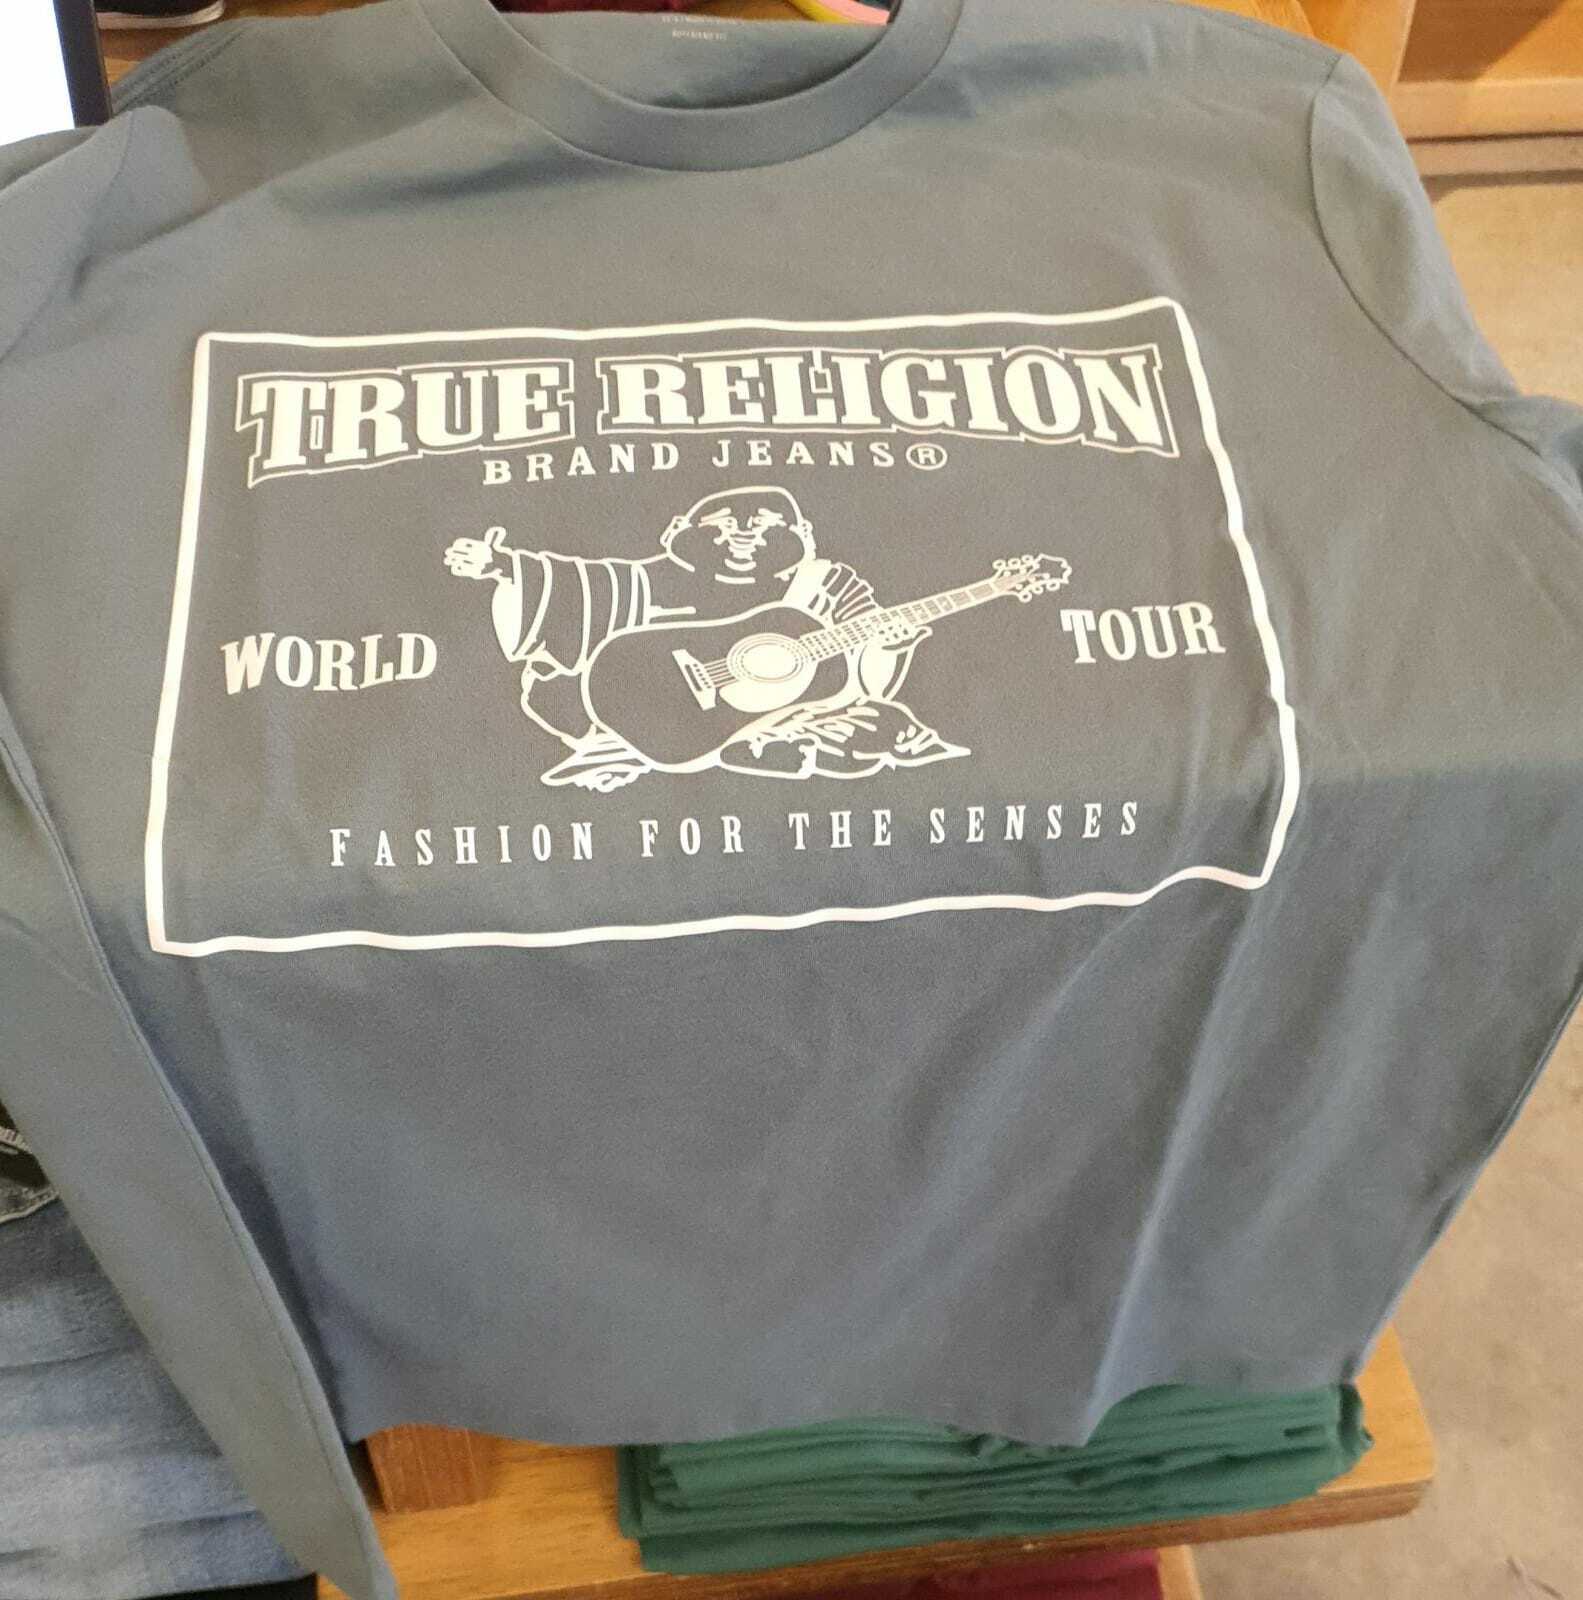 TRUE RELIGION
BRAND JEANS®
WORLD TOUR
FASHION FOR THE SENSES